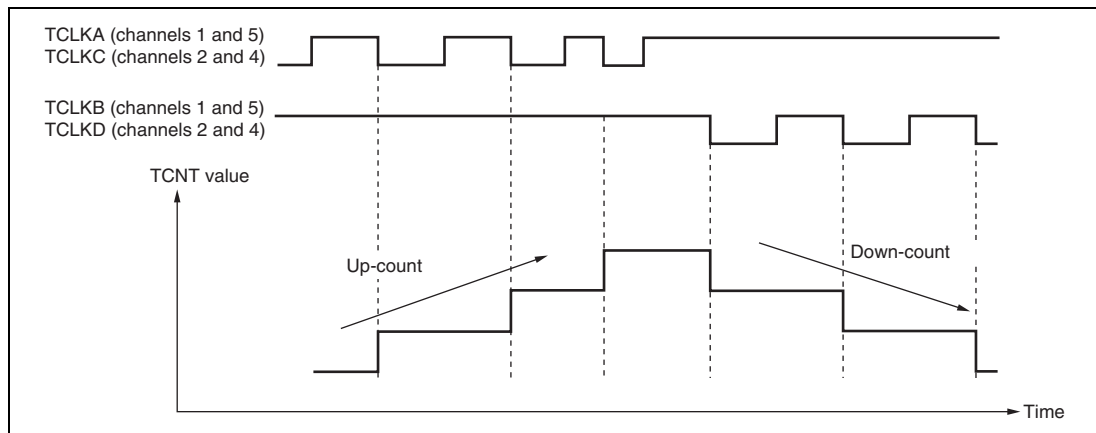 TCLKA (channels 1 and 5)
TCLKC (channels 2 and 4)
TCLKB (channels 1 and 5)
TCLKD (channels 2 and 4)
TCNT value
Up-count
Down-count
Time